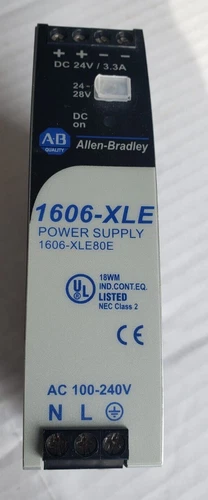 + + − −
DC 24V / 3.3A
24-
28V
DC
on
AB
QUALITY
Allen-Bradley
1606-XLE
POWER SUPPLY
1606-XLE80E
UL
18WM
IND.CONT.EQ.
LISTED
NEC Class 2
CE
AC 100-240V
N L